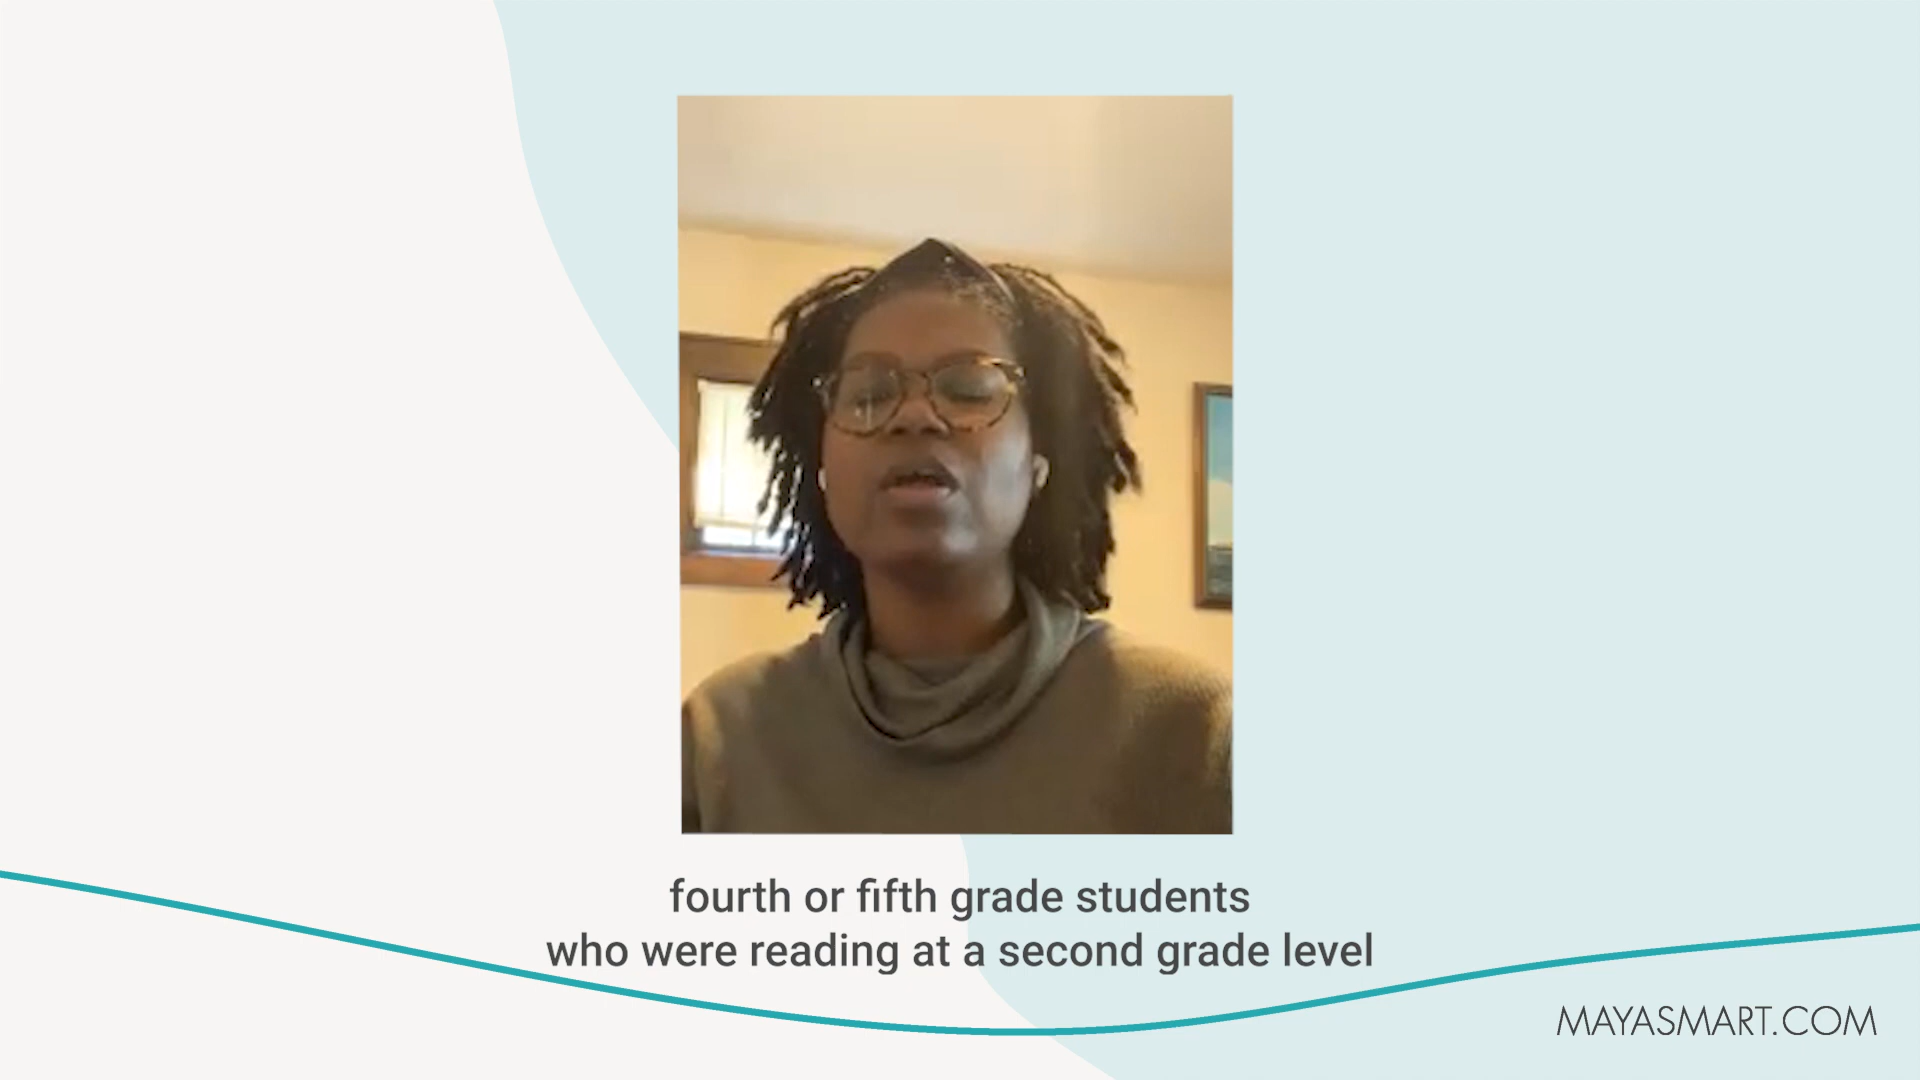 fourth or fifth grade students
who were reading at a second grade level
MAYASMART.COM